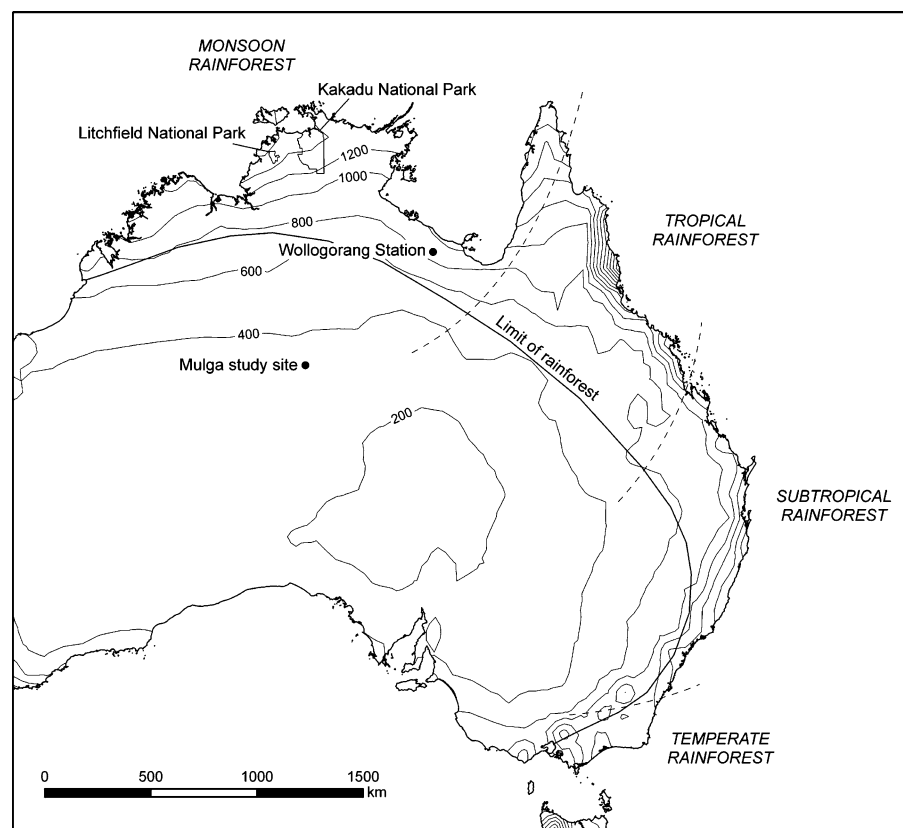 MONSOON
RAINFOREST
Kakadu National Park
Litchfield National Park
1200
1000
800
TROPICAL
RAINFOREST
Wollogorang Station
600
Limit of rainforest
400
Mulga study site
200
SUBTROPICAL
RAINFOREST
TEMPERATE
RAINFOREST
0 500 1000 1500
km